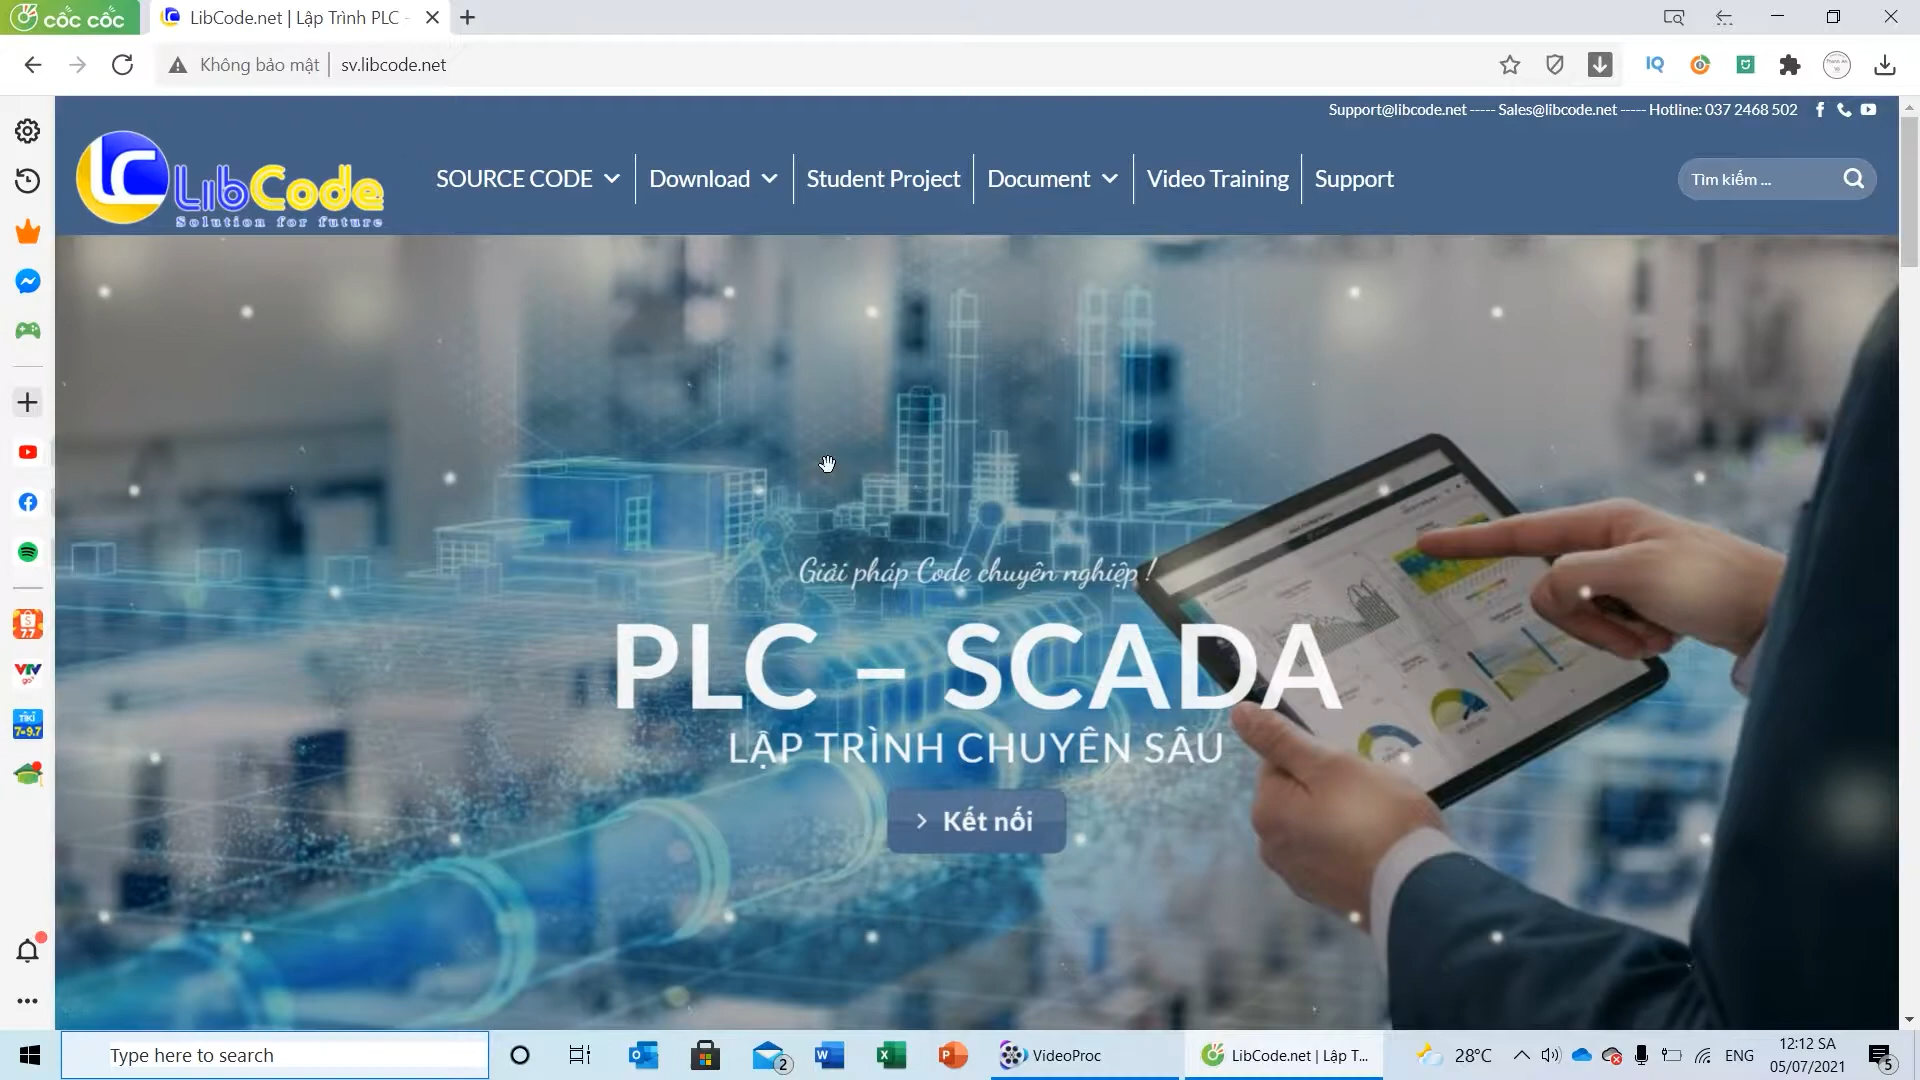 cốc cốc
LibCode.net | Lập Trình PLC -
Không bảo mật
sv.libcode.net
Support@libcode.net ----- Sales@libcode.net ----- Hotline: 037 2468 502
LibCode
Solution for future
SOURCE CODE
Download
Student Project
Document
Video Training
Support
Tìm kiếm ...
Giải pháp Code chuyên nghiệp !
PLC – SCADA
LẬP TRÌNH CHUYÊN SÂU
Kết nối
Type here to search
2
VideoProc
LibCode.net | Lập T...
28°C
ENG
12:12 SA
05/07/2021
5